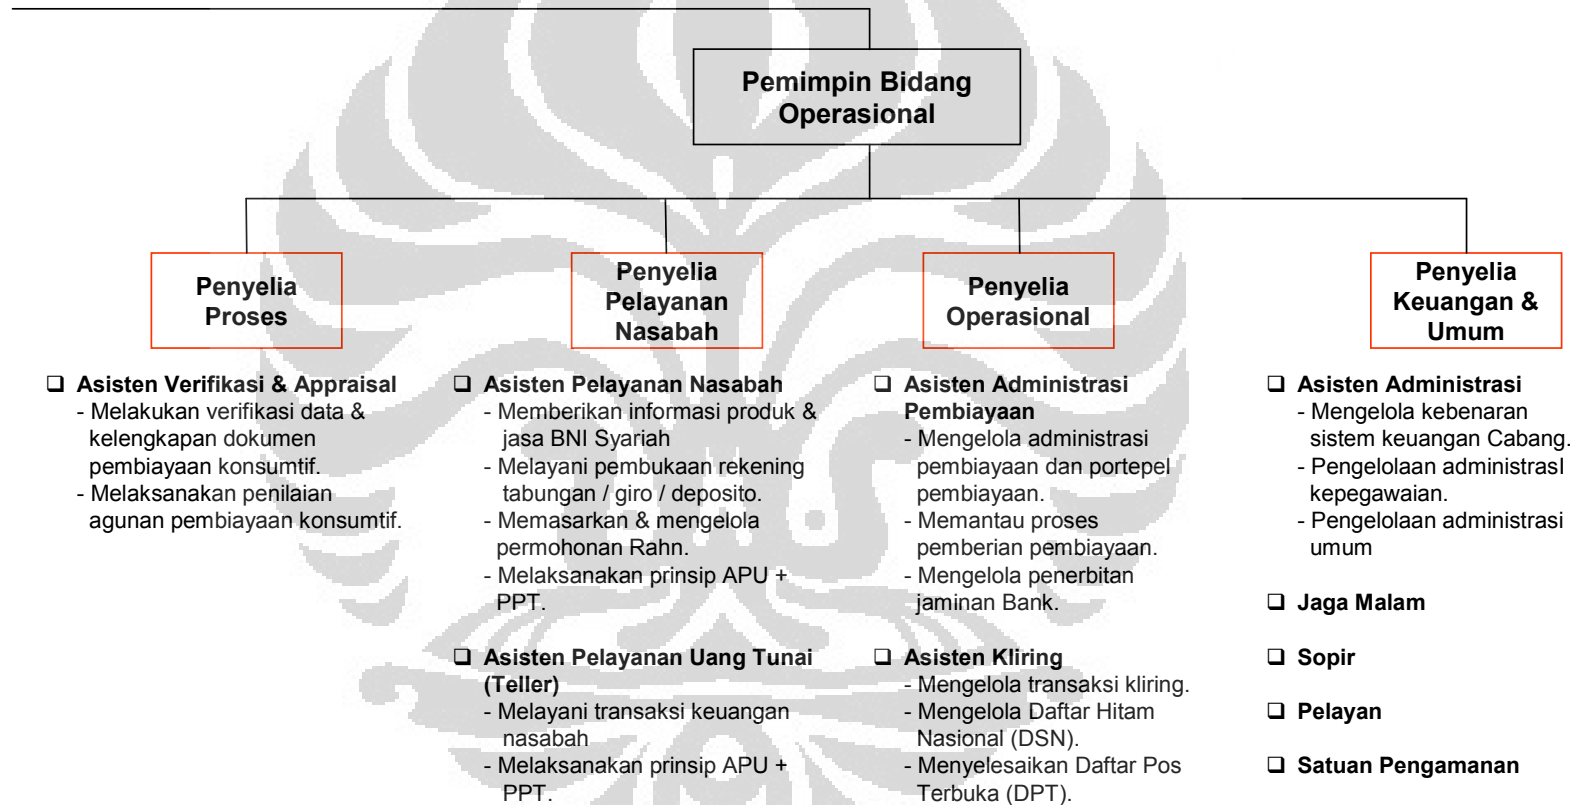 Pemimpin Bidang
Operasional
Penyelia
Proses
Penyelia
Pelayanan
Nasabah
Penyelia
Operasional
Penyelia
Keuangan &
Umum
❑ Asisten Verifikasi & Appraisal
- Melakukan verifikasi data &
kelengkapan dokumen
pembiayaan konsumtif.
- Melaksanakan penilaian
agunan pembiayaan konsumtif.
❑ Asisten Pelayanan Nasabah
- Memberikan informasi produk &
jasa BNI Syariah
- Melayani pembukaan rekening
tabungan / giro / deposito.
- Memasarkan & mengelola
permohonan Rahn.
- Melaksanakan prinsip APU +
PPT.
❑ Asisten Pelayanan Uang Tunai
(Teller)
- Melayani transaksi keuangan
nasabah
- Melaksanakan prinsip APU +
PPT.
❑ Asisten Administrasi
Pembiayaan
- Mengelola administrasi
pembiayaan dan portepel
pembiayaan.
- Memantau proses
pemberian pembiayaan.
- Mengelola penerbitan
jaminan Bank.
❑ Asisten Kliring
- Mengelola transaksi kliring.
- Mengelola Daftar Hitam
Nasional (DSN).
- Menyelesaikan Daftar Pos
Terbuka (DPT).
❑ Asisten Administrasi
- Mengelola kebenaran
sistem keuangan Cabang.
- Pengelolaan administrasI
kepegawaian.
- Pengelolaan administrasi
umum
❑ Jaga Malam
❑ Sopir
❑ Pelayan
❑ Satuan Pengamanan